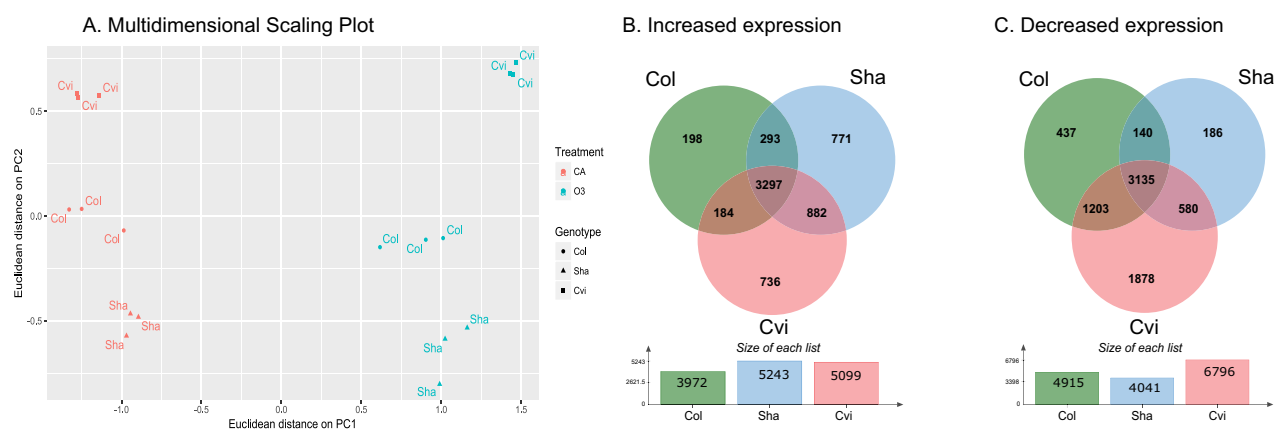 A. Multidimensional Scaling Plot
Euclidean distance on PC2
0.5
0.0
-0.5
-1.0
-0.5
0.0
0.5
1.0
1.5
Euclidean distance on PC1
Cvi
Cvi
Cvi
Cvi
Cvi
Cvi
Col
Col
Col
Col
Col
Col
Sha
Sha
Sha
Sha
Sha
Sha
Treatment
CA
O3
Genotype
Col
Sha
Cvi
B. Increased expression
Col
Sha
198
293
771
3297
184
882
736
Cvi
Size of each list
5243
2621.5
0
3972
5243
5099
Col
Sha
Cvi
C. Decreased expression
Col
Sha
437
140
186
3135
1203
580
1878
Cvi
Size of each list
6796
3398
0
4915
4041
6796
Col
Sha
Cvi